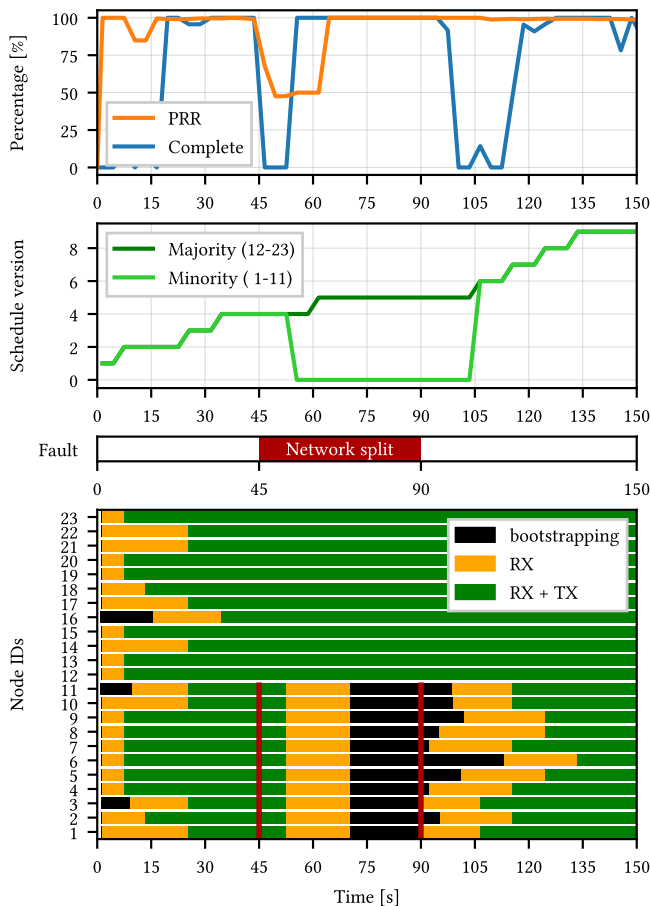 Percentage [%]
100
75
50
25
0
PRR
Complete
0 15 30 45 60 75 90 105 120 135 150
Schedule version
8
6
4
2
0
Majority (12-23)
Minority ( 1-11)
0 15 30 45 60 75 90 105 120 135 150
Fault
Network split
0 45 90 150
Node IDs
23
22
21
20
19
18
17
16
15
14
13
12
11
10
9
8
7
6
5
4
3
2
1
bootstrapping
RX
RX + TX
0 15 30 45 60 75 90 105 120 135 150
Time [s]